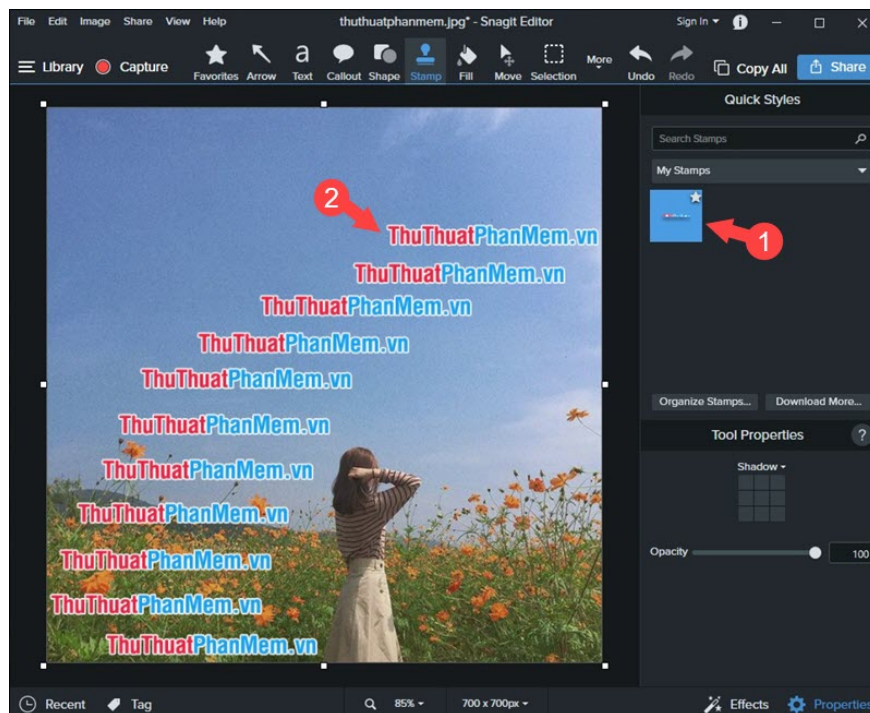 File Edit Image Share View Help thuthuatphanmem.jpg* - Snagit Editor Sign In
Library Capture Favorites Arrow Text Callout Shape Stamp Fill Move Selection More Undo Redo Copy All Share
Quick Styles
Search Stamps
My Stamps
1
2
ThuThuatPhanMem.vn
ThuThuatPhanMem.vn
ThuThuatPhanMem.vn
ThuThuatPhanMem.vn
ThuThuatPhanMem.vn
ThuThuatPhanMem.vn
ThuThuatPhanMem.vn
ThuThuatPhanMem.vn
ThuThuatPhanMem.vn
ThuThuatPhanMem.vn
ThuThuatPhanMem.vn
Organize Stamps... Download More...
Tool Properties ?
Shadow
Opacity 100
Recent Tag 85% 700 x 700px Effects Properties